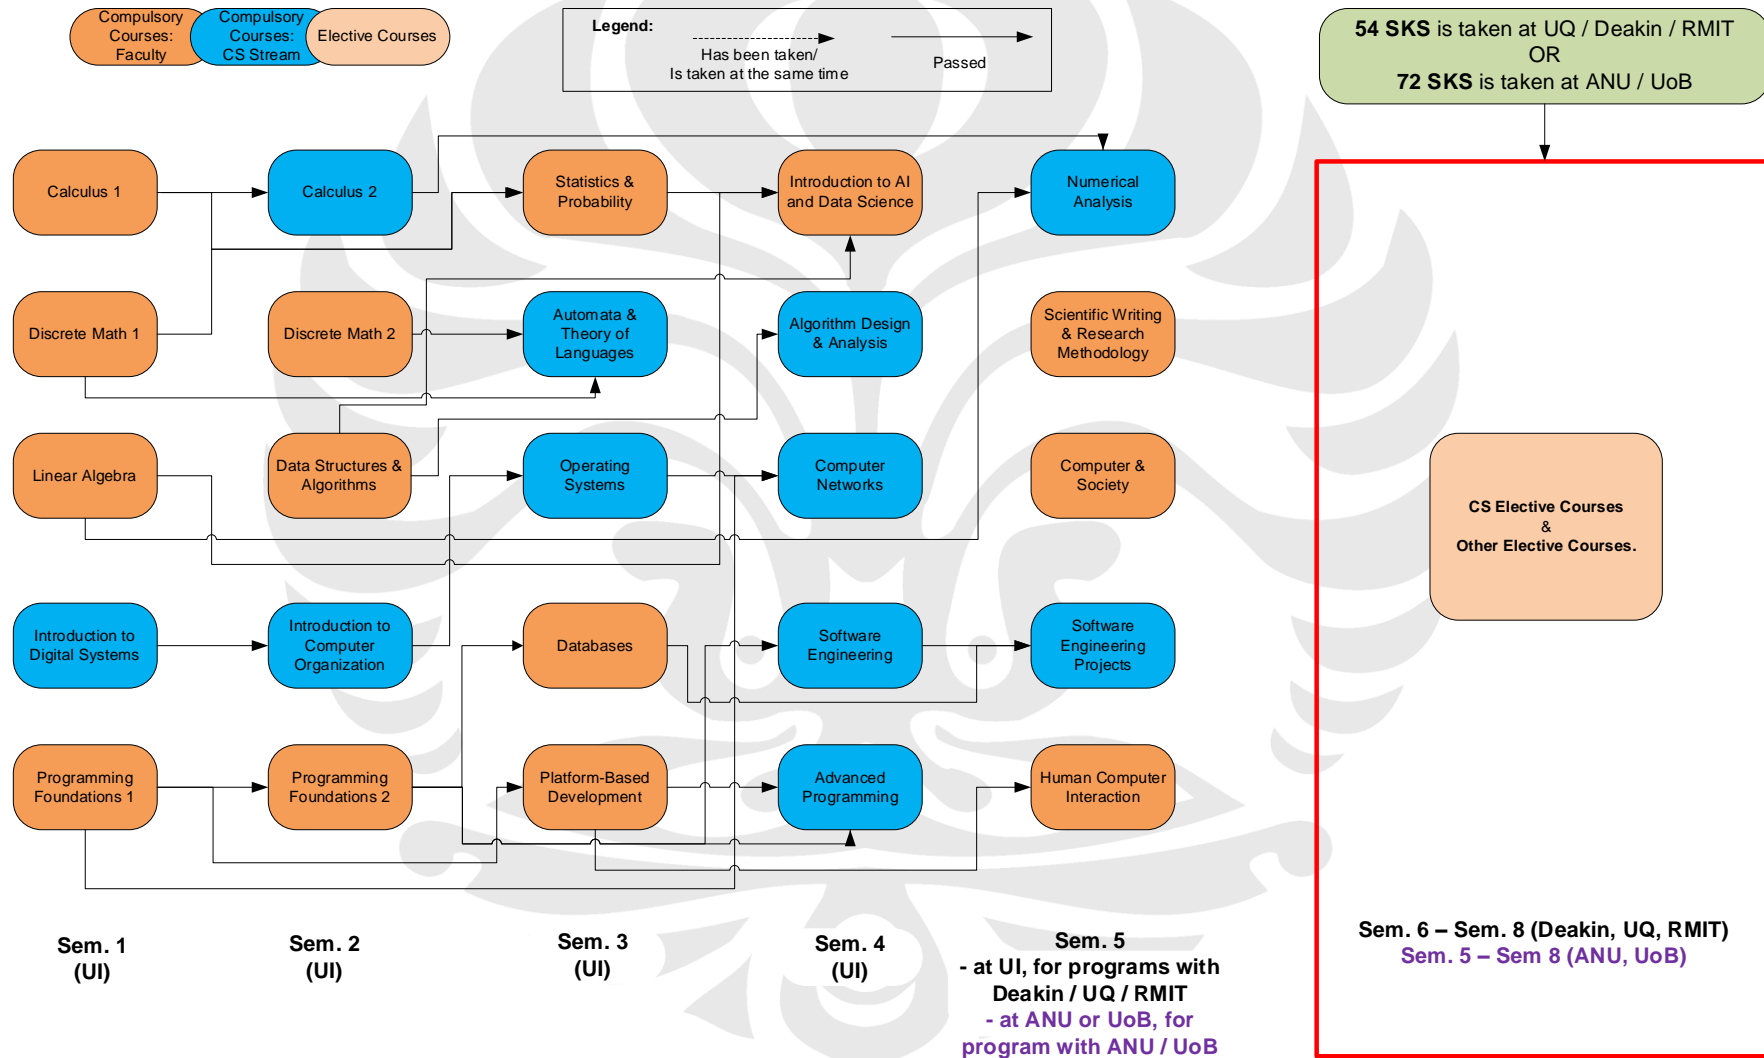 Compulsory
Courses:
Faculty
Compulsory
Courses:
CS Stream
Elective Courses
Legend:
Has been taken/
Is taken at the same time
Passed
54 SKS is taken at UQ / Deakin / RMIT
OR
72 SKS is taken at ANU / UoB
Calculus 1
Calculus 2
Statistics &
Probability
Introduction to AI
and Data Science
Numerical
Analysis
Discrete Math 1
Discrete Math 2
Automata &
Theory of
Languages
Algorithm Design
& Analysis
Scientific Writing
& Research
Methodology
Linear Algebra
Data Structures &
Algorithms
Operating
Systems
Computer
Networks
Computer &
Society
CS Elective Courses
&
Other Elective Courses.
Introduction to
Digital Systems
Introduction to
Computer
Organization
Databases
Software
Engineering
Software
Engineering
Projects
Programming
Foundations 1
Programming
Foundations 2
Platform-Based
Development
Advanced
Programming
Human Computer
Interaction
Sem. 1
(UI)
Sem. 2
(UI)
Sem. 3
(UI)
Sem. 4
(UI)
Sem. 5
- at UI, for programs with
Deakin / UQ / RMIT
- at ANU or UoB, for
program with ANU / UoB
Sem. 6 – Sem. 8 (Deakin, UQ, RMIT)
Sem. 5 – Sem 8 (ANU, UoB)